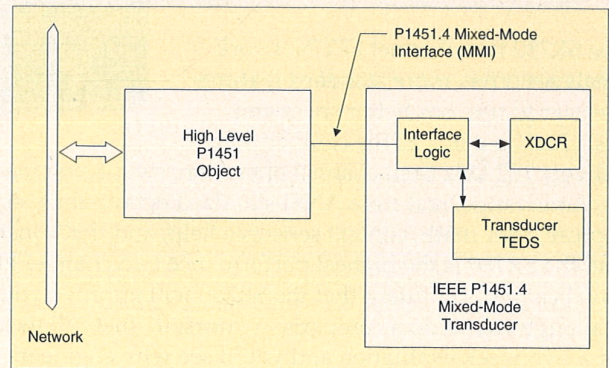 P1451.4 Mixed-Mode
Interface (MMI)
High Level
P1451
Object
Interface
Logic
XDCR
Transducer
TEDS
IEEE P1451.4
Mixed-Mode
Transducer
Network